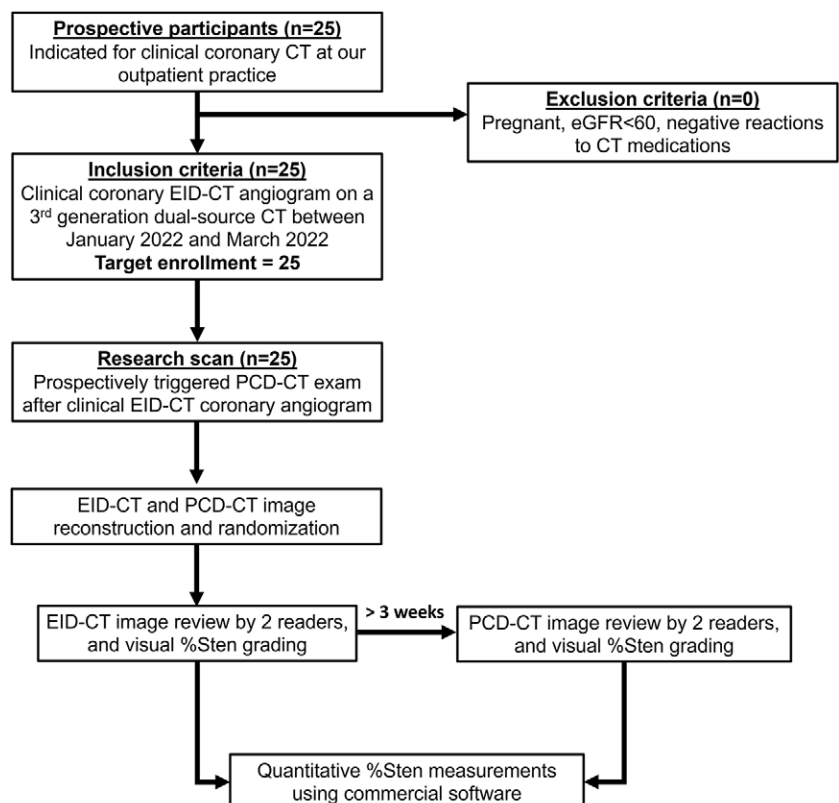 Prospective participants (n=25)
Indicated for clinical coronary CT at our
outpatient practice
Exclusion criteria (n=0)
Pregnant, eGFR<60, negative reactions
to CT medications
Inclusion criteria (n=25)
Clinical coronary EID-CT angiogram on a
3rd generation dual-source CT between
January 2022 and March 2022
Target enrollment = 25
Research scan (n=25)
Prospectively triggered PCD-CT exam
after clinical EID-CT coronary angiogram
EID-CT and PCD-CT image
reconstruction and randomization
EID-CT image review by 2 readers,
and visual %Sten grading
> 3 weeks
PCD-CT image review by 2 readers,
and visual %Sten grading
Quantitative %Sten measurements
using commercial software